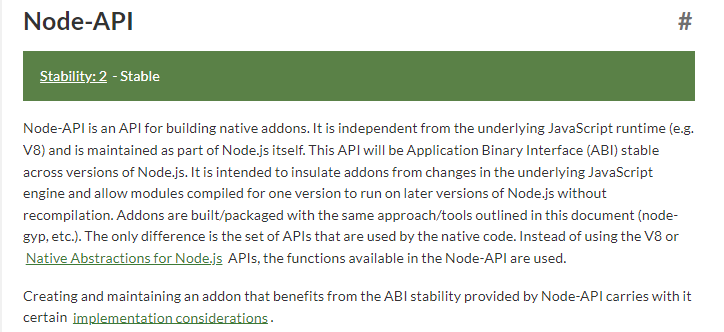 Node-API #
Stability: 2 - Stable
Node-API is an API for building native addons. It is independent from the underlying JavaScript runtime (e.g.
V8) and is maintained as part of Node.js itself. This API will be Application Binary Interface (ABI) stable
across versions of Node.js. It is intended to insulate addons from changes in the underlying JavaScript
engine and allow modules compiled for one version to run on later versions of Node.js without
recompilation. Addons are built/packaged with the same approach/tools outlined in this document (node-
gyp, etc.). The only difference is the set of APIs that are used by the native code. Instead of using the V8 or
Native Abstractions for Node.js APIs, the functions available in the Node-API are used.
Creating and maintaining an addon that benefits from the ABI stability provided by Node-API carries with it
certain implementation considerations.